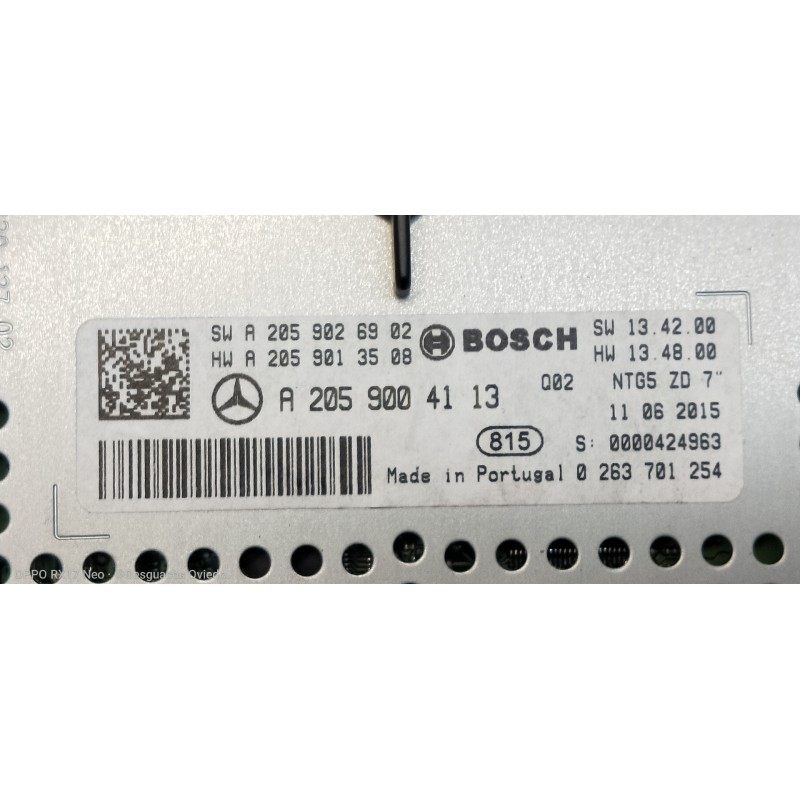 SW A 205 902 69 02
HW A 205 901 35 08
BOSCH
SW 13.42.00
HW 13.48.00
A 205 900 41 13
Q02
NTG5 ZD 7"
11 06 2015
815
S: 0000424963
Made in Portugal 0 263 701 254